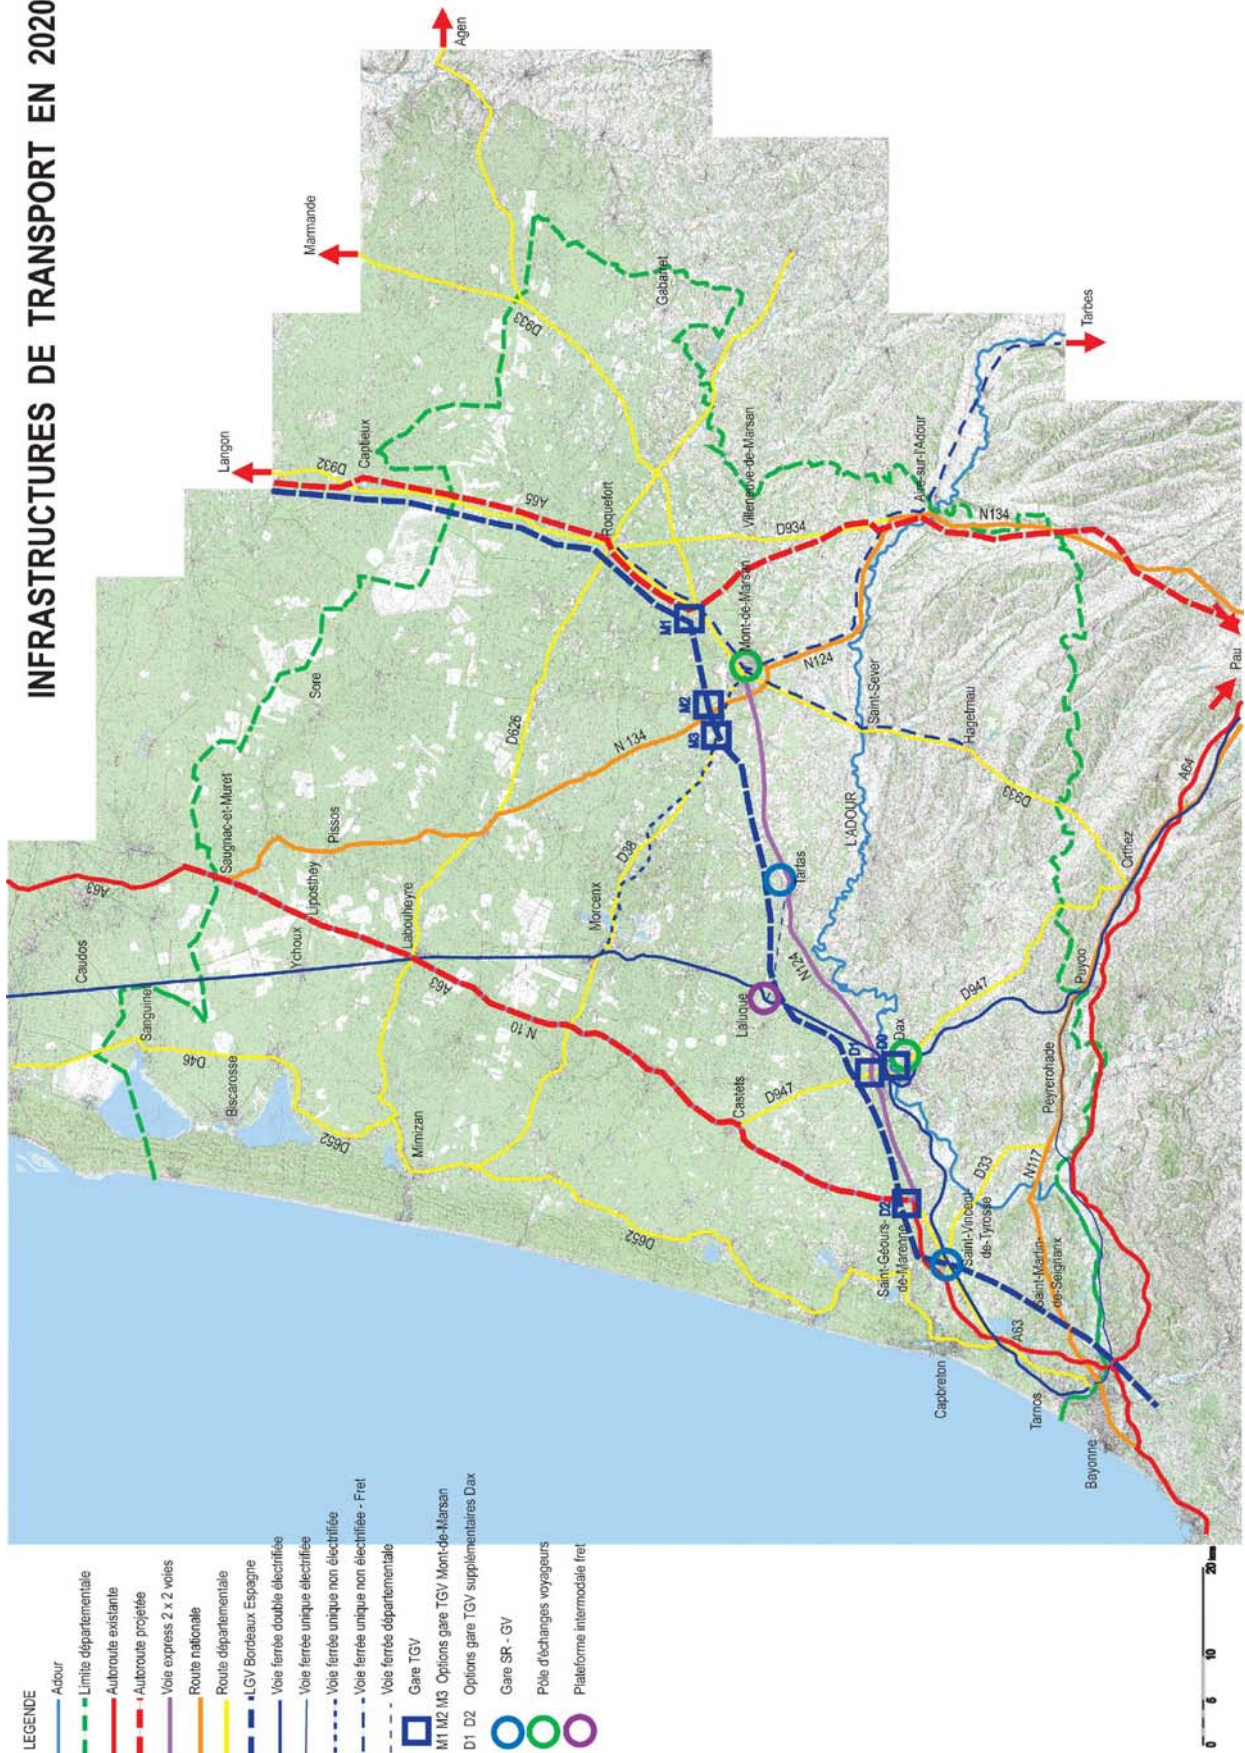 INFRASTRUCTURES DE TRANSPORT EN 2020
Agen
Marmande
D933
Gabarret
Langon
D932
Captieux
A65
Roquefort
Villeneuve-de-Marsan
D934
Aire-sur-l'Adour
N134
Tarbes
Sore
M1
Mont-de-Marsan
M2
M3
N124
Saint-Sever
Hagetmau
D933
Pau
A64
D626
N 134
Saugnac-et-Muret
Pissos
A63
Liposthey
Ychoux
Labouheyre
A63
D38
Morcenx
Tartas
L'ADOUR
Orthez
Caudos
Sanguinet
D46
Biscarosse
D652
Mimizan
N 10
Laluque
N124
D947
Puyoo
Castets
D947
D1
D0
Dax
Peyrerohade
D652
D2
Saint-Géours-
de-Marenne
Saint-Vincent-
de-Tyrosse
D33
N117
Saint-Martin-
de-Seignanx
A63
Capbreton
Tarnos
Bayonne
LEGENDE
Adour
Limite départementale
Autoroute existante
Autoroute projetée
Voie express 2 x 2 voies
Route nationale
Route départementale
LGV Bordeaux Espagne
Voie ferrée double électrifiée
Voie ferrée unique électrifiée
Voie ferrée unique non électrifiée
Voie ferrée unique non électrifiée - Fret
Voie ferrée départementale
Gare TGV
M1 M2 M3 Options gare TGV Mont-de-Marsan
D1 D2 Options gare TGV supplémentaires Dax
Gare SR - GV
Pôle d'échanges voyageurs
Plateforme intermodale fret
0 5 10 20 km